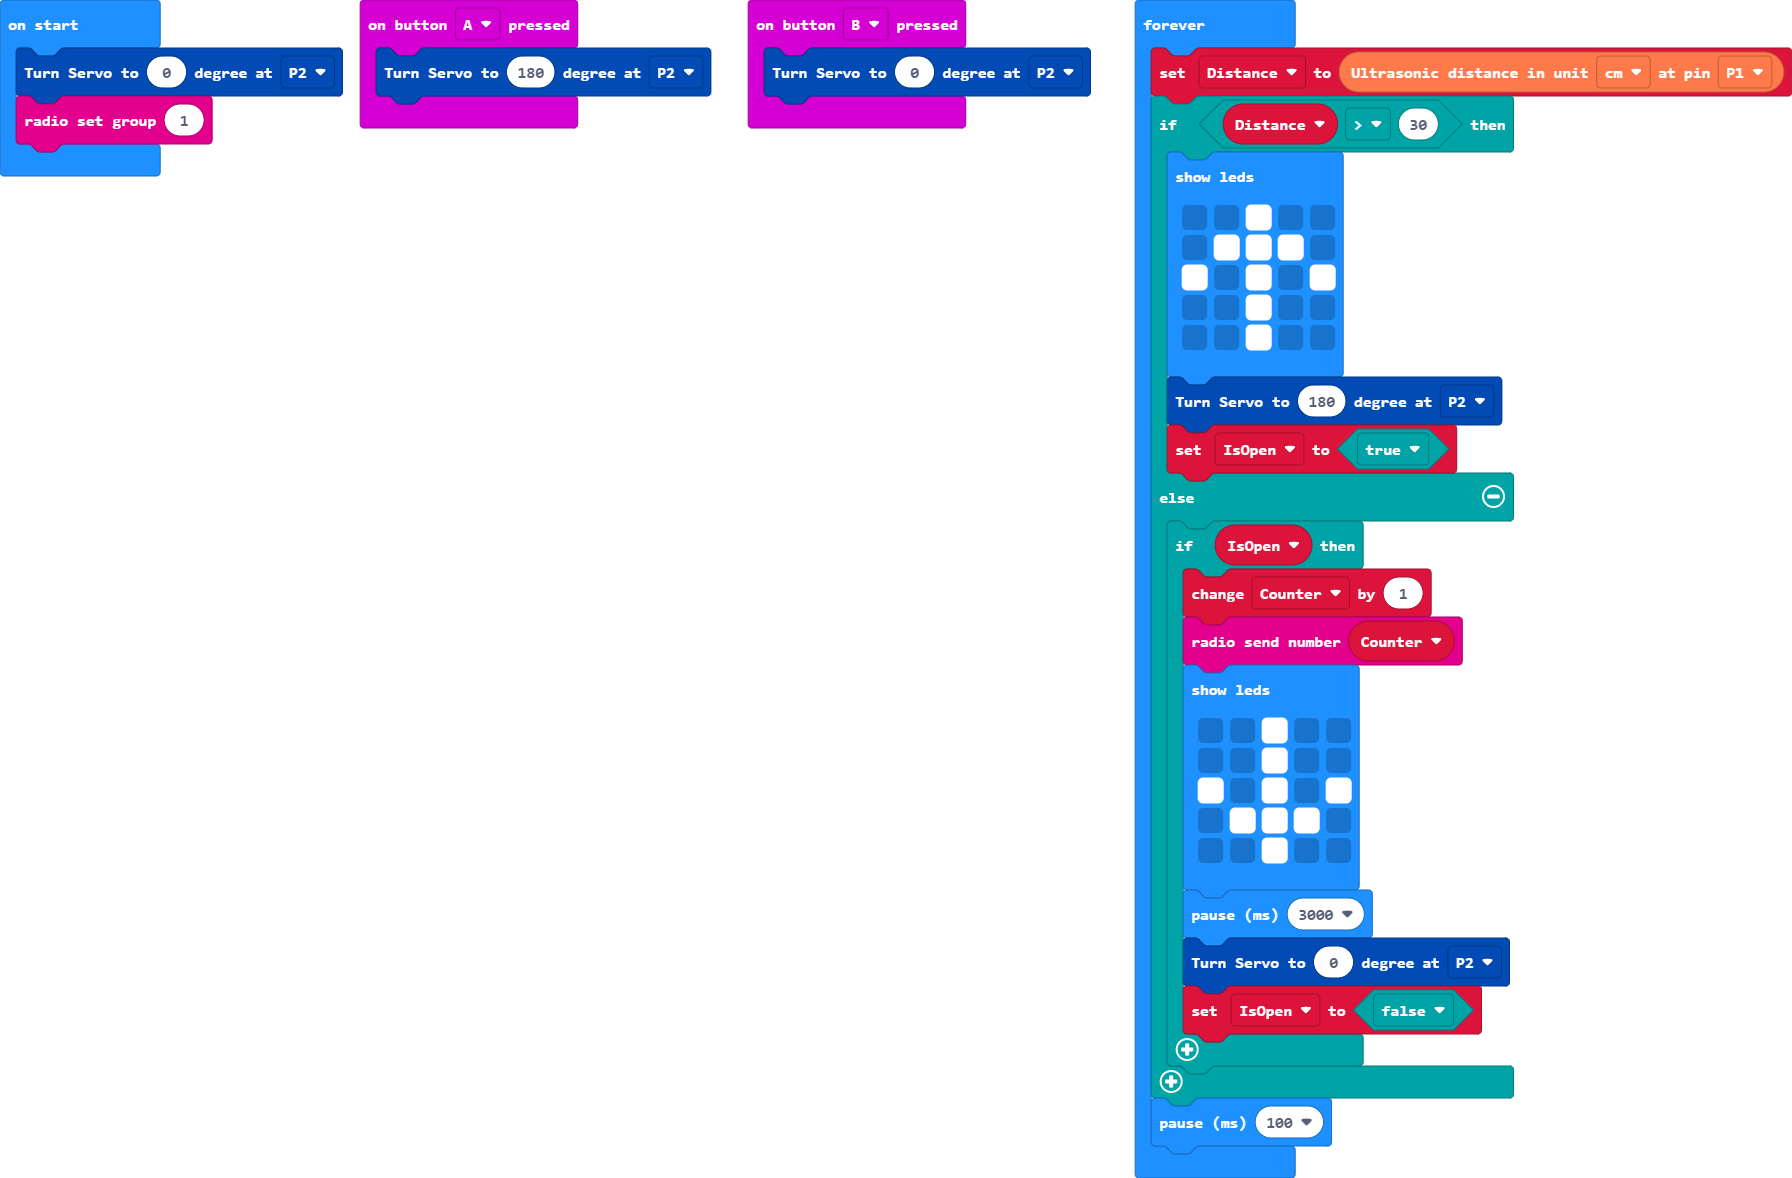 on start
Turn Servo to 0 degree at P2
radio set group 1
on button A pressed
Turn Servo to 180 degree at P2
on button B pressed
Turn Servo to 0 degree at P2
forever
set Distance to Ultrasonic distance in unit cm at pin P1
if Distance > 30 then
show leds
Turn Servo to 180 degree at P2
set IsOpen to true
else
if IsOpen then
change Counter by 1
radio send number Counter
show leds
pause (ms) 3000
Turn Servo to 0 degree at P2
set IsOpen to false
pause (ms) 100